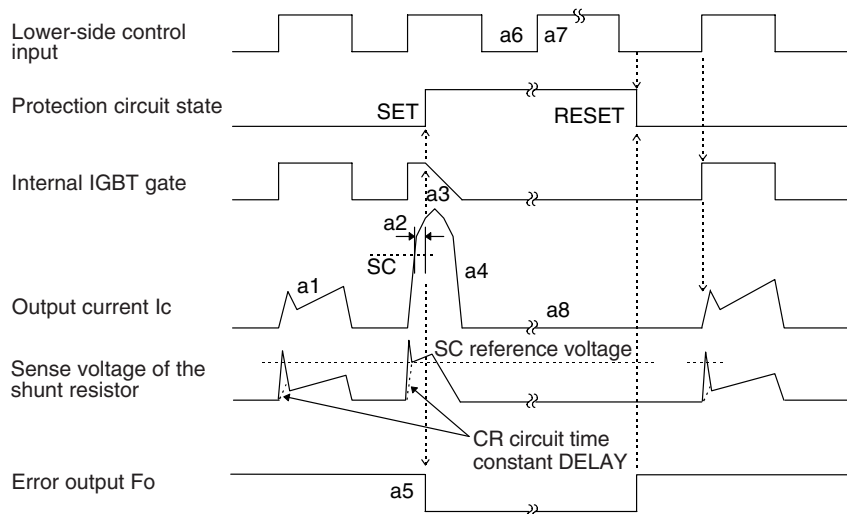 Lower-side control
input
a6
a7
Protection circuit state
SET
RESET
Internal IGBT gate
a3
a2
SC
a4
a1
Output current Ic
a8
SC reference voltage
Sense voltage of the
shunt resistor
CR circuit time
constant DELAY
Error output Fo
a5